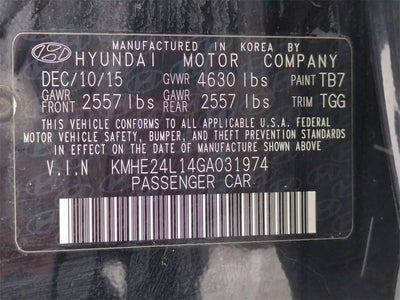 MANUFACTURED IN KOREA BY
HYUNDAI MOTOR COMPANY
DEC/10/15 GVWR 4630 lbs PAINT TB7
GAWR FRONT 2557 lbs GAWR REAR 2557 lbs TRIM TGG
THIS VEHICLE CONFORMS TO ALL APPLICABLE U.S.A. FEDERAL
MOTOR VEHICLE SAFETY, BUMPER, AND THEFT PREVENTION STANDARDS
IN EFFECT ON THE DATE OF MANUFACTURE SHOWN ABOVE.
V.I.N KMHE24L14GA031974
PASSENGER CAR